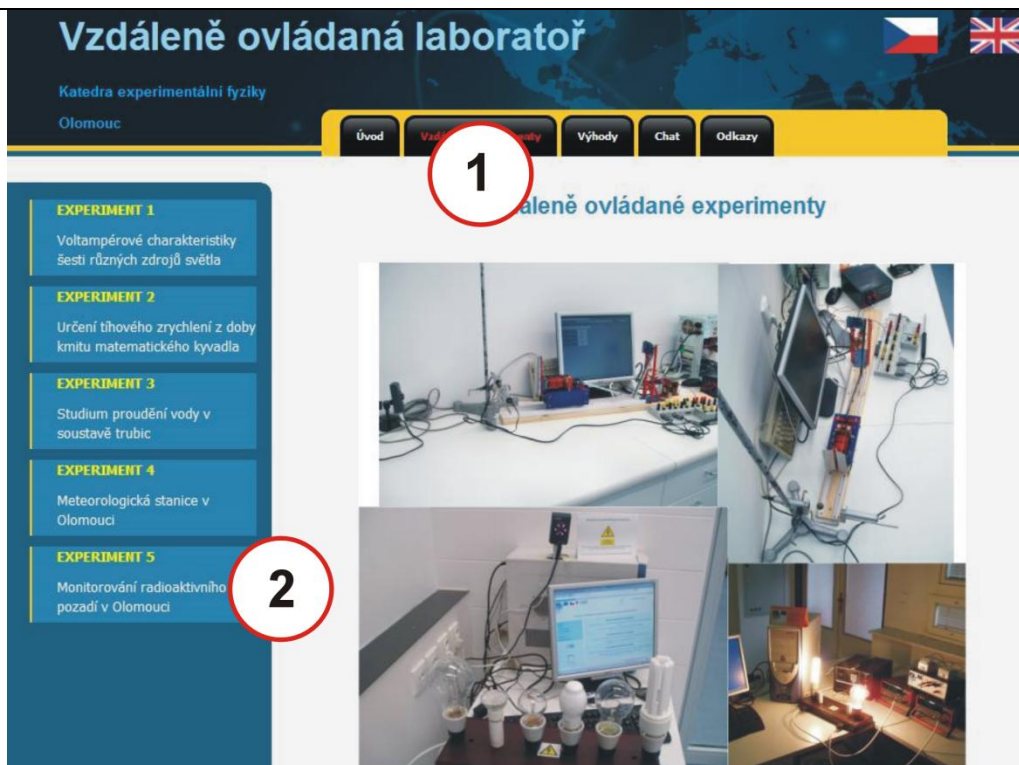 Vzdáleně ovládaná laboratoř
Katedra experimentální fyziky
Olomouc
Úvod
Výhody
Chat
Odkazy
1
ovládané experimenty
EXPERIMENT 1
Voltampérové charakteristiky
šesti různých zdrojů světla
EXPERIMENT 2
Určení tíhového zrychlení z doby
kmitu matematického kyvadla
EXPERIMENT 3
Studium proudění vody v
soustavě trubic
EXPERIMENT 4
Meteorologická stanice v
Olomouci
EXPERIMENT 5
Monitorování radioaktivního
pozadí v Olomouci
2